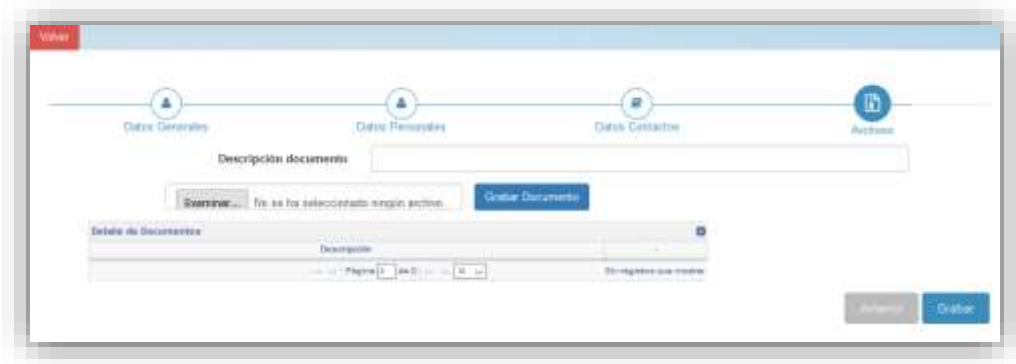 Volver
Datos Generales
Datos Personales
Datos Contactos
Archivos
Descripción documento
Examinar... No se ha seleccionado ningún archivo.
Grabar Documento
Detalle de Documentos
Descripción
Página de 0
Sin registros que mostrar
Anterior
Grabar